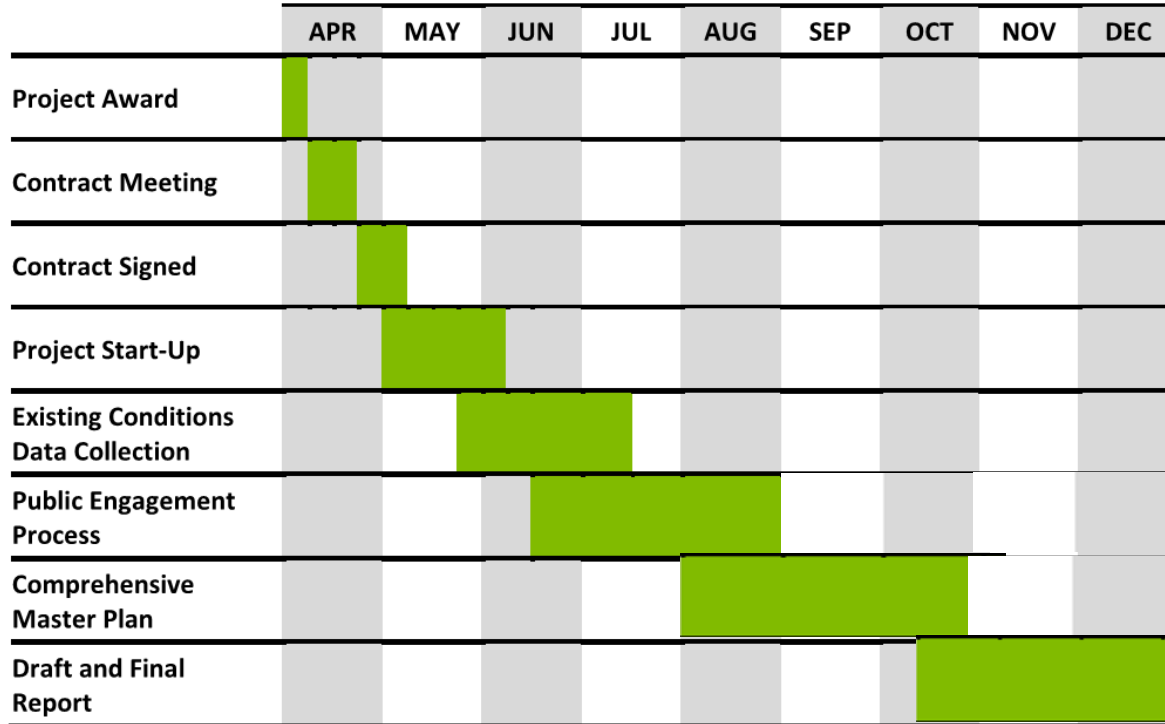 APR MAY JUN JUL AUG SEP OCT NOV DEC
Project Award
Contract Meeting
Contract Signed
Project Start-Up
Existing Conditions
Data Collection
Public Engagement
Process
Comprehensive
Master Plan
Draft and Final
Report